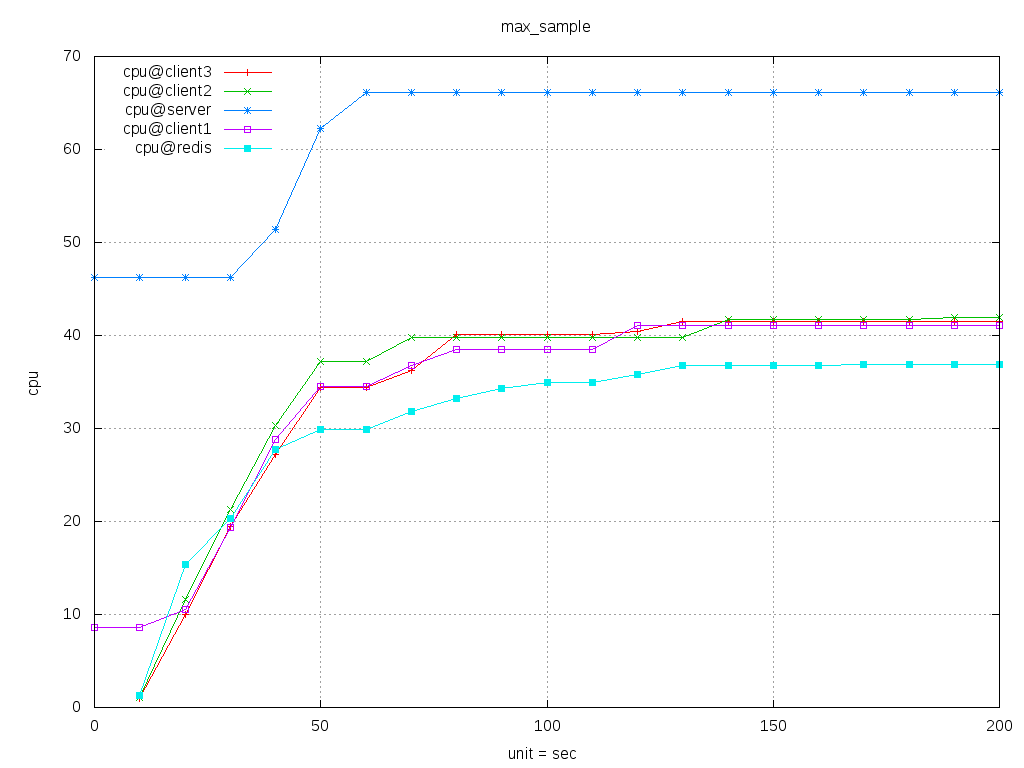 max_sample
70
60
50
40
30
20
10
0
cpu
cpu@client3
cpu@client2
cpu@server
cpu@client1
cpu@redis
0 50 100 150 200
unit = sec